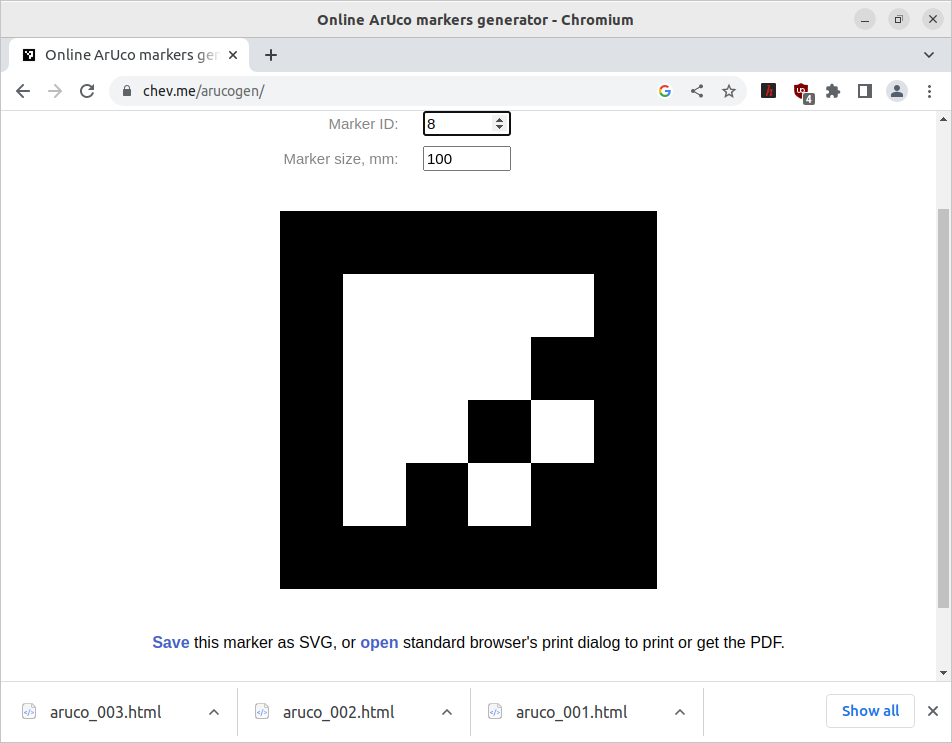 Online ArUco markers generator - Chromium
Online ArUco markers gen
chev.me/arucogen/
4
Marker ID: 8
Marker size, mm: 100
Save this marker as SVG, or open standard browser's print dialog to print or get the PDF.
aruco_003.html aruco_002.html aruco_001.html Show all